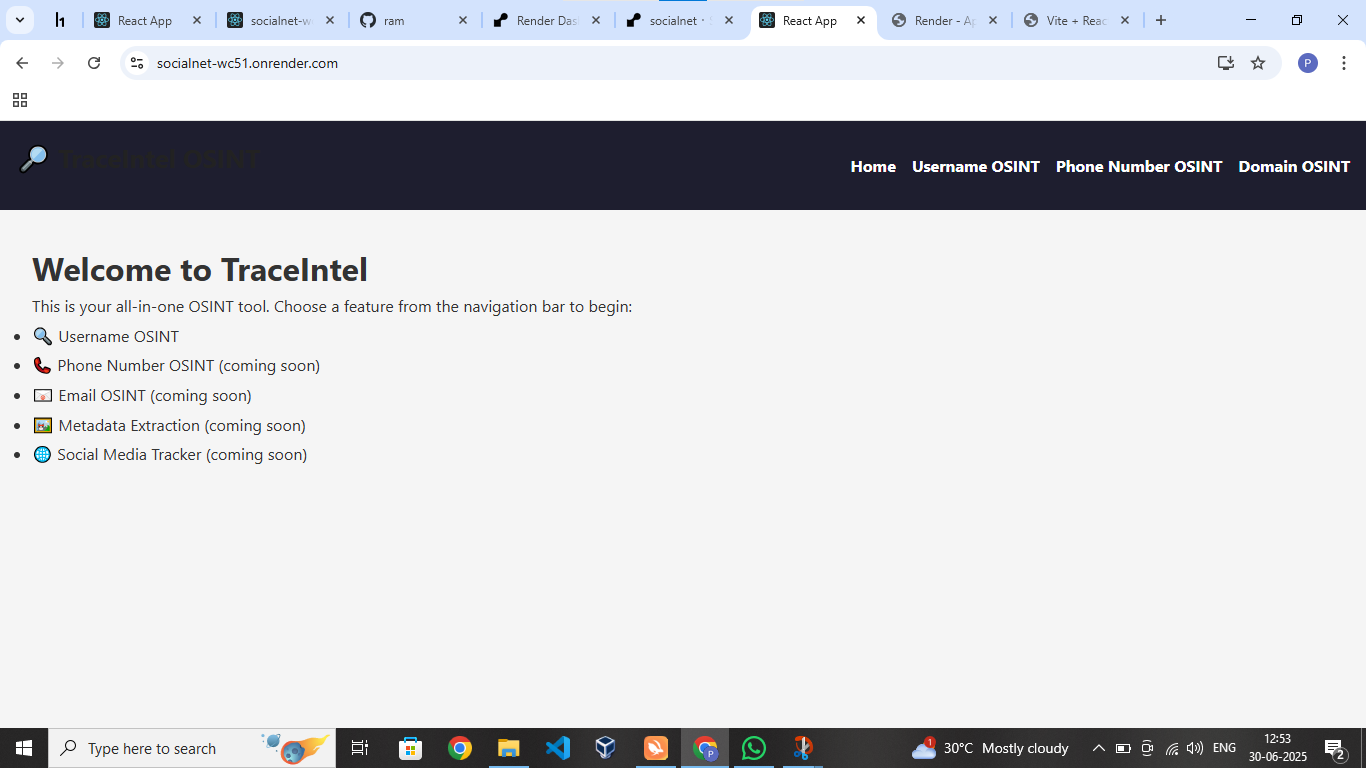 React App
socialnet-w
ram
Render Das
socialnet · S
React App
Render - Ap
Vite + Reac
socialnet-wc51.onrender.com
P
TraceIntel OSINT
Home Username OSINT Phone Number OSINT Domain OSINT
Welcome to TraceIntel
This is your all-in-one OSINT tool. Choose a feature from the navigation bar to begin:
Username OSINT
Phone Number OSINT (coming soon)
Email OSINT (coming soon)
Metadata Extraction (coming soon)
Social Media Tracker (coming soon)
Type here to search
1
30°C Mostly cloudy
ENG
12:53
30-06-2025
2